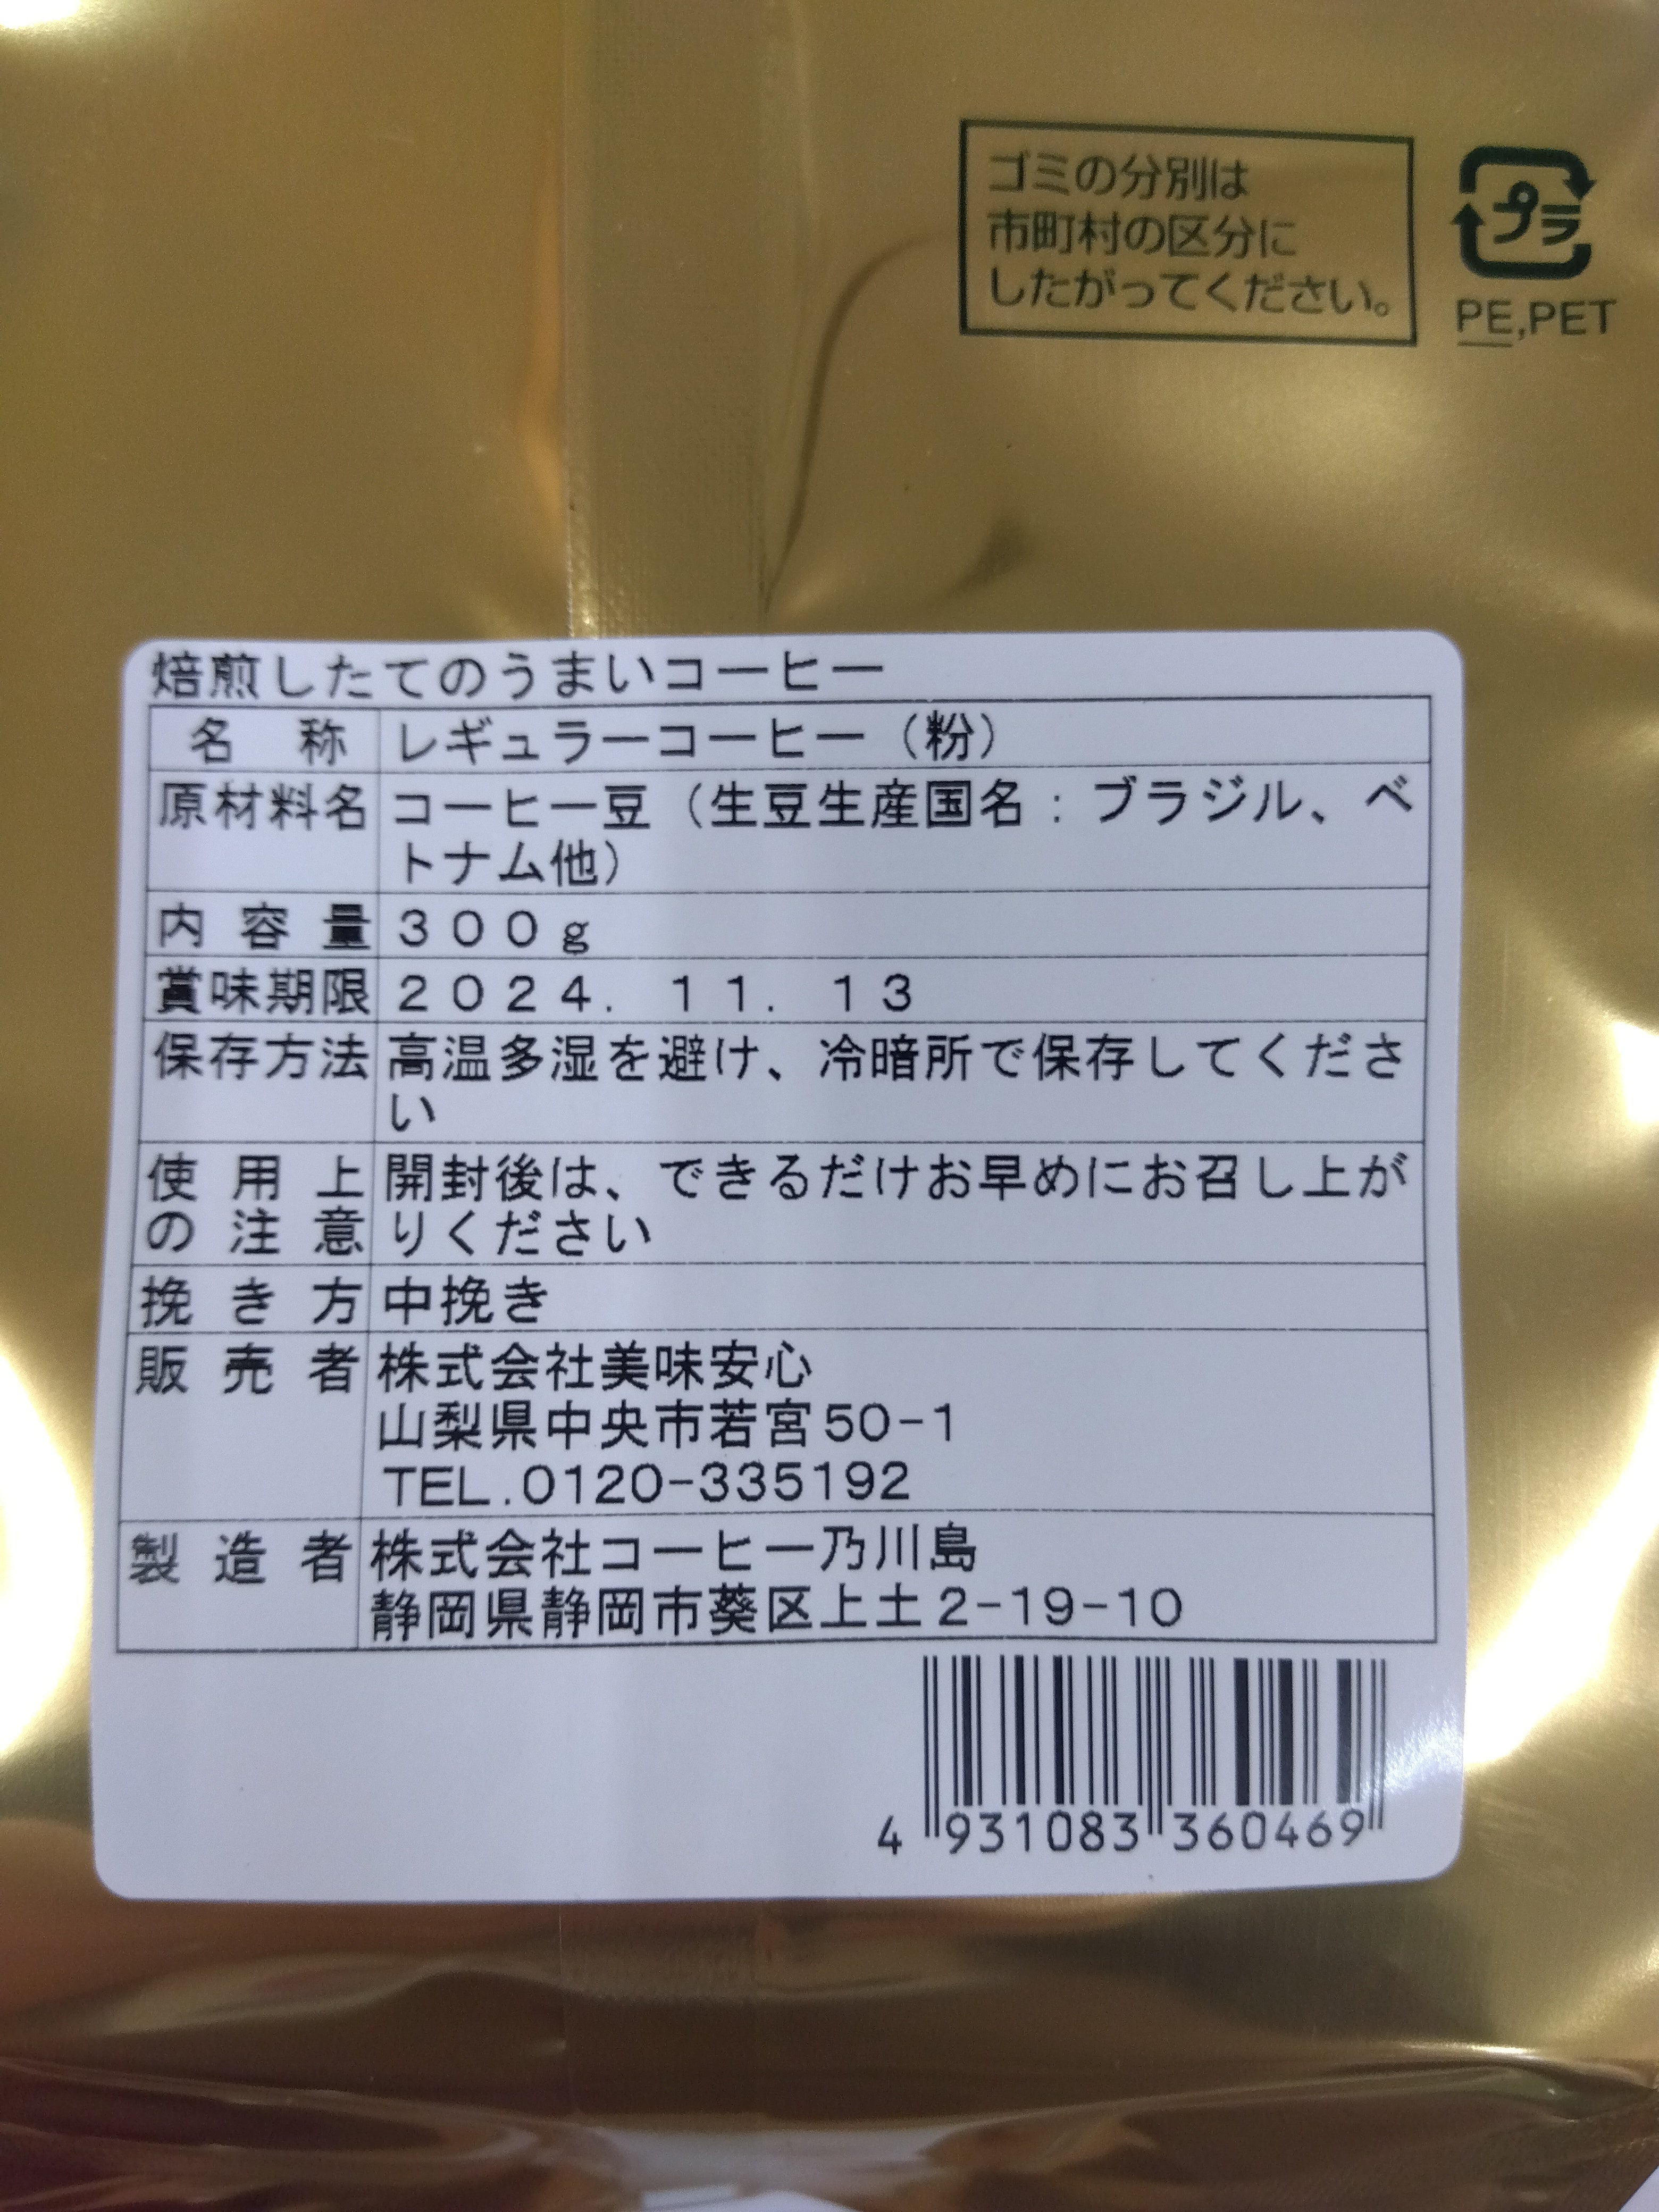 ゴミの分別は
市町村の区分に
したがってください。
プラ
PE,PET
焙煎したてのうまいコーヒー
名称 レギュラーコーヒー（粉）
原材料名 コーヒー豆（生豆生産国名：ブラジル、ベ
トナム他）
内容量 300g
賞味期限 2024. 11. 13
保存方法 高温多湿を避け、冷暗所で保存してくださ
い
使用上 開封後は、できるだけお早めにお召し上が
の注意 りください
挽き方 中挽き
販売者 株式会社美味安心
山梨県中央市若宮50-1
TEL.0120-335192
製造者 株式会社コーヒー乃川島
静岡県静岡市葵区上土2-19-10
4 931083 360469